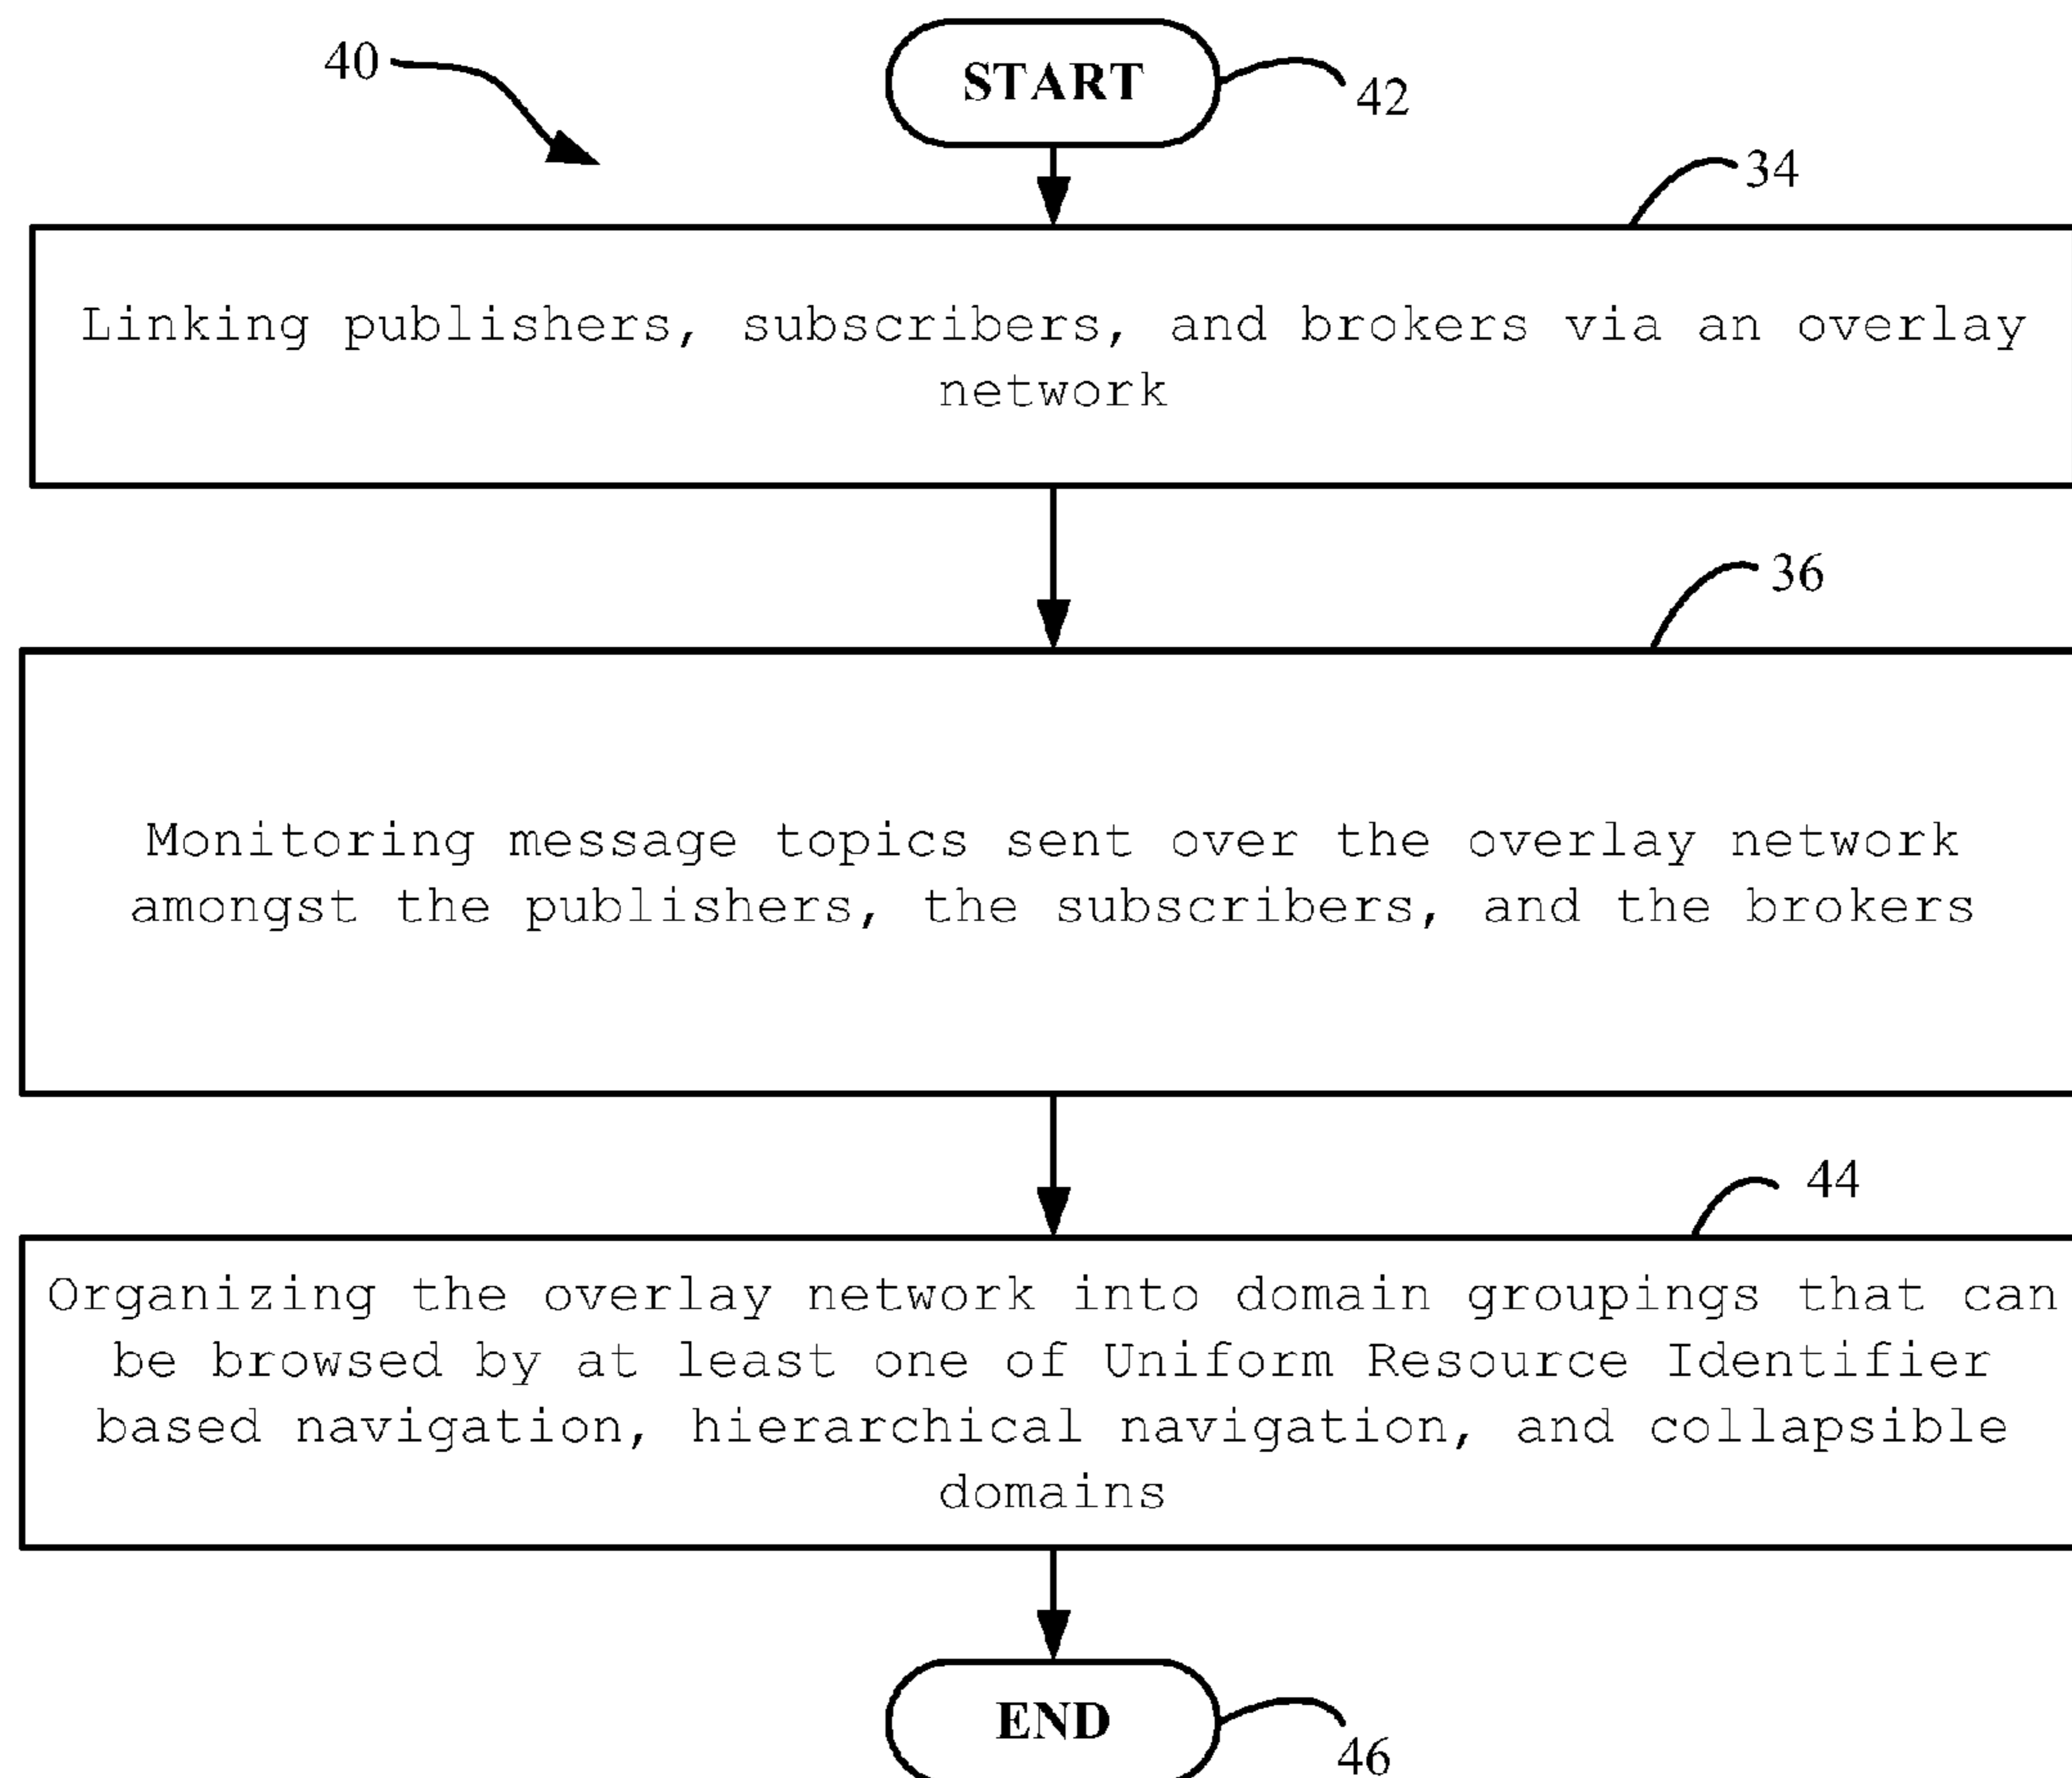 40
START
42
34
Linking publishers, subscribers, and brokers via an overlay
network
36
Monitoring message topics sent over the overlay network
amongst the publishers, the subscribers, and the brokers
44
Organizing the overlay network into domain groupings that can
be browsed by at least one of Uniform Resource Identifier
based navigation, hierarchical navigation, and collapsible
domains
END
46